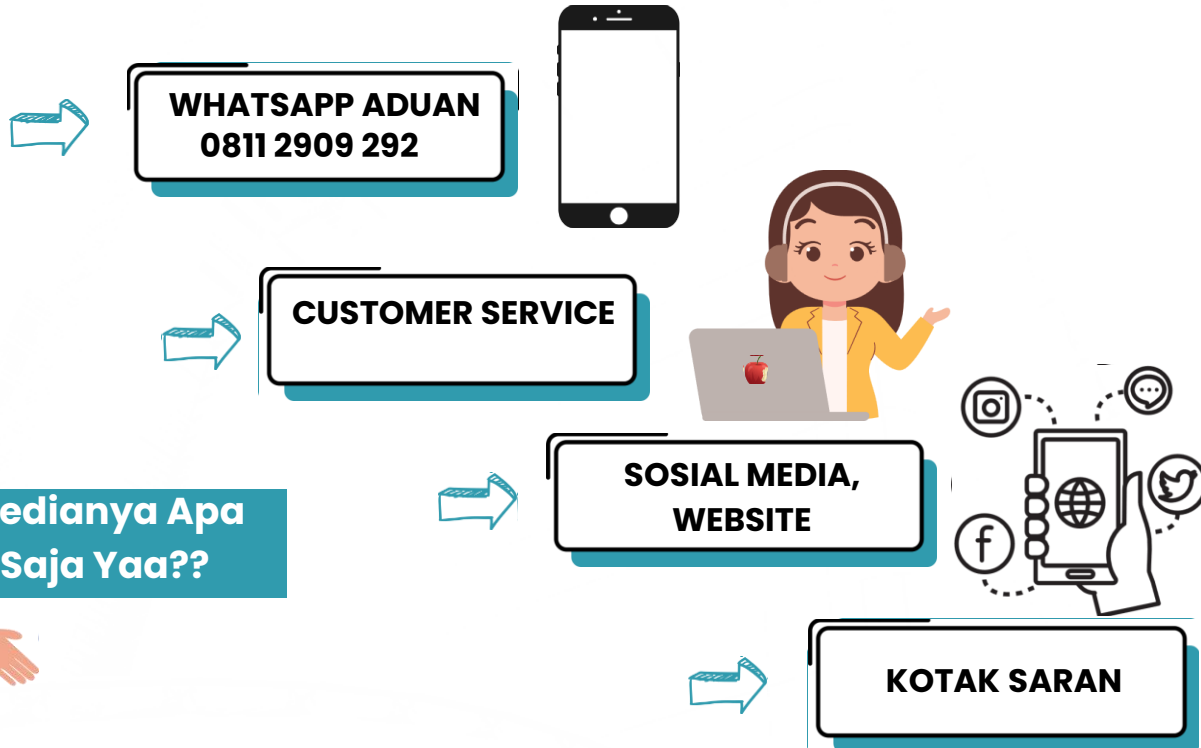 WHATSAPP ADUAN
0811 2909 292
CUSTOMER SERVICE
SOSIAL MEDIA,
WEBSITE
edianya Apa
Saja Yaa??
KOTAK SARAN